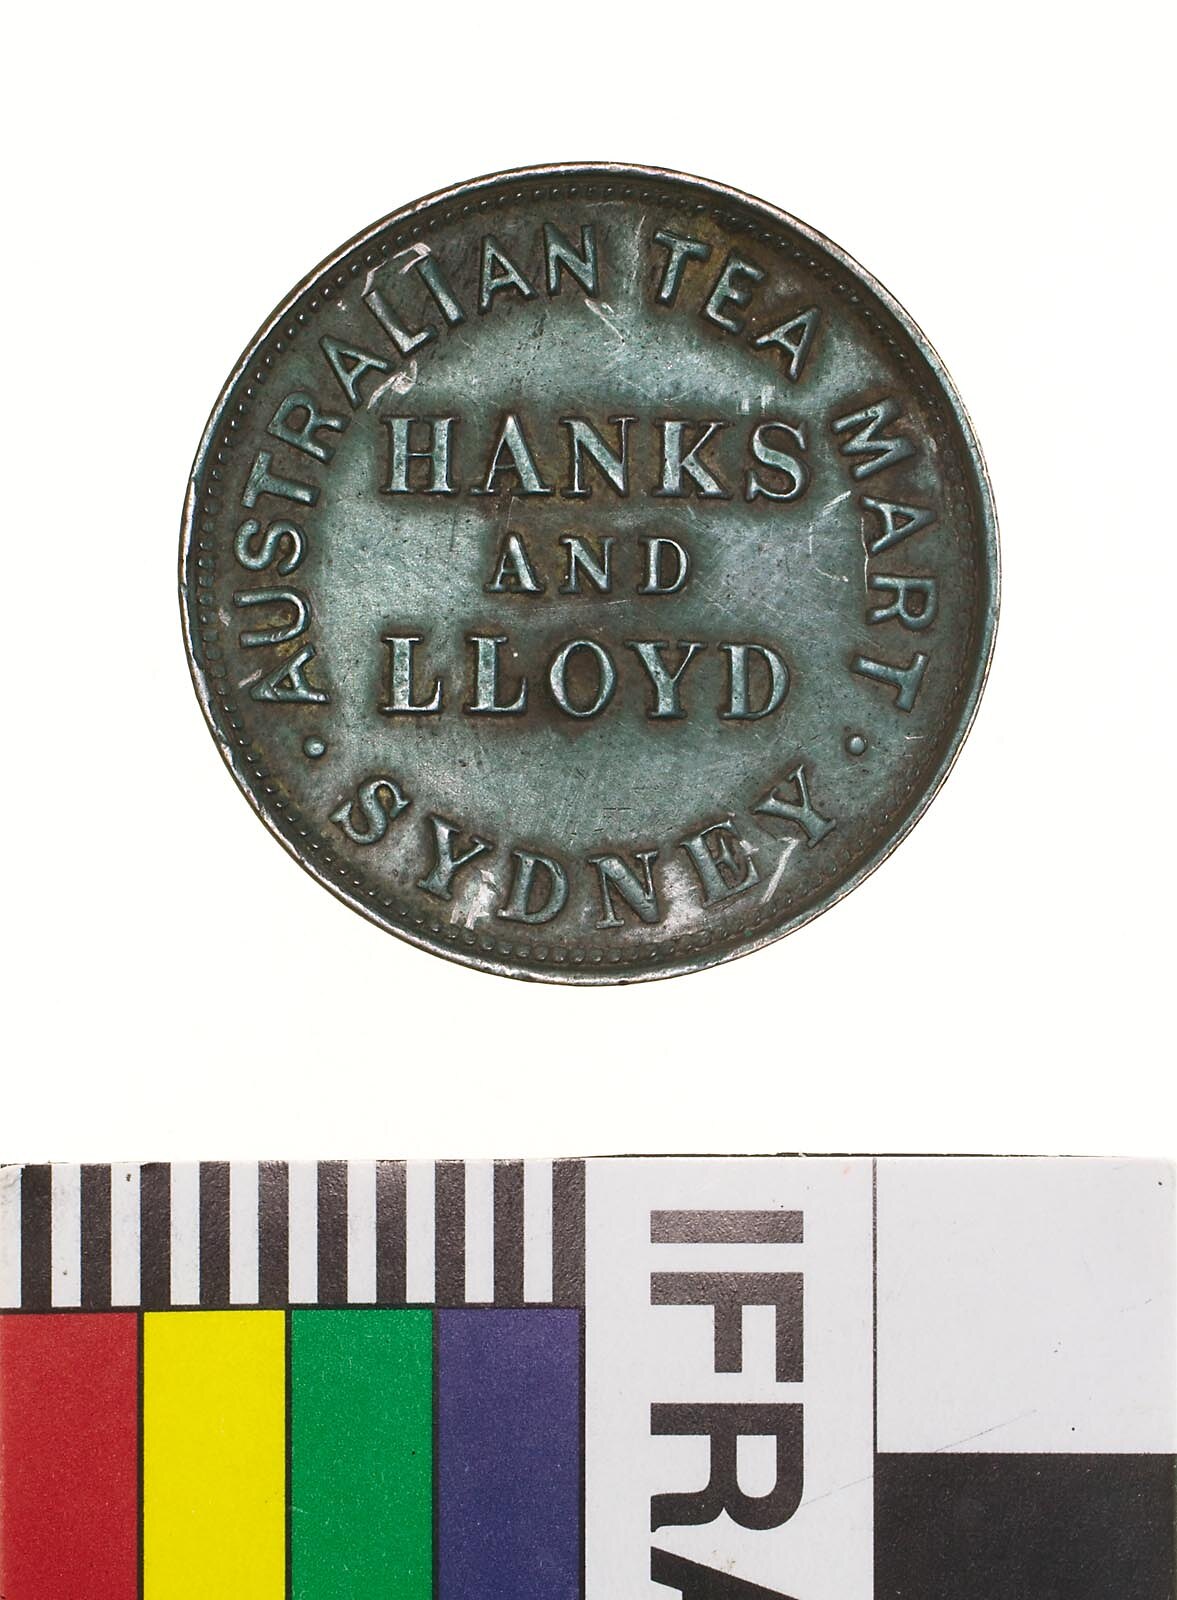 AUSTRALIAN TEA MART
HANKS
AND
LLOYD
· SYDNEY ·
IFRA